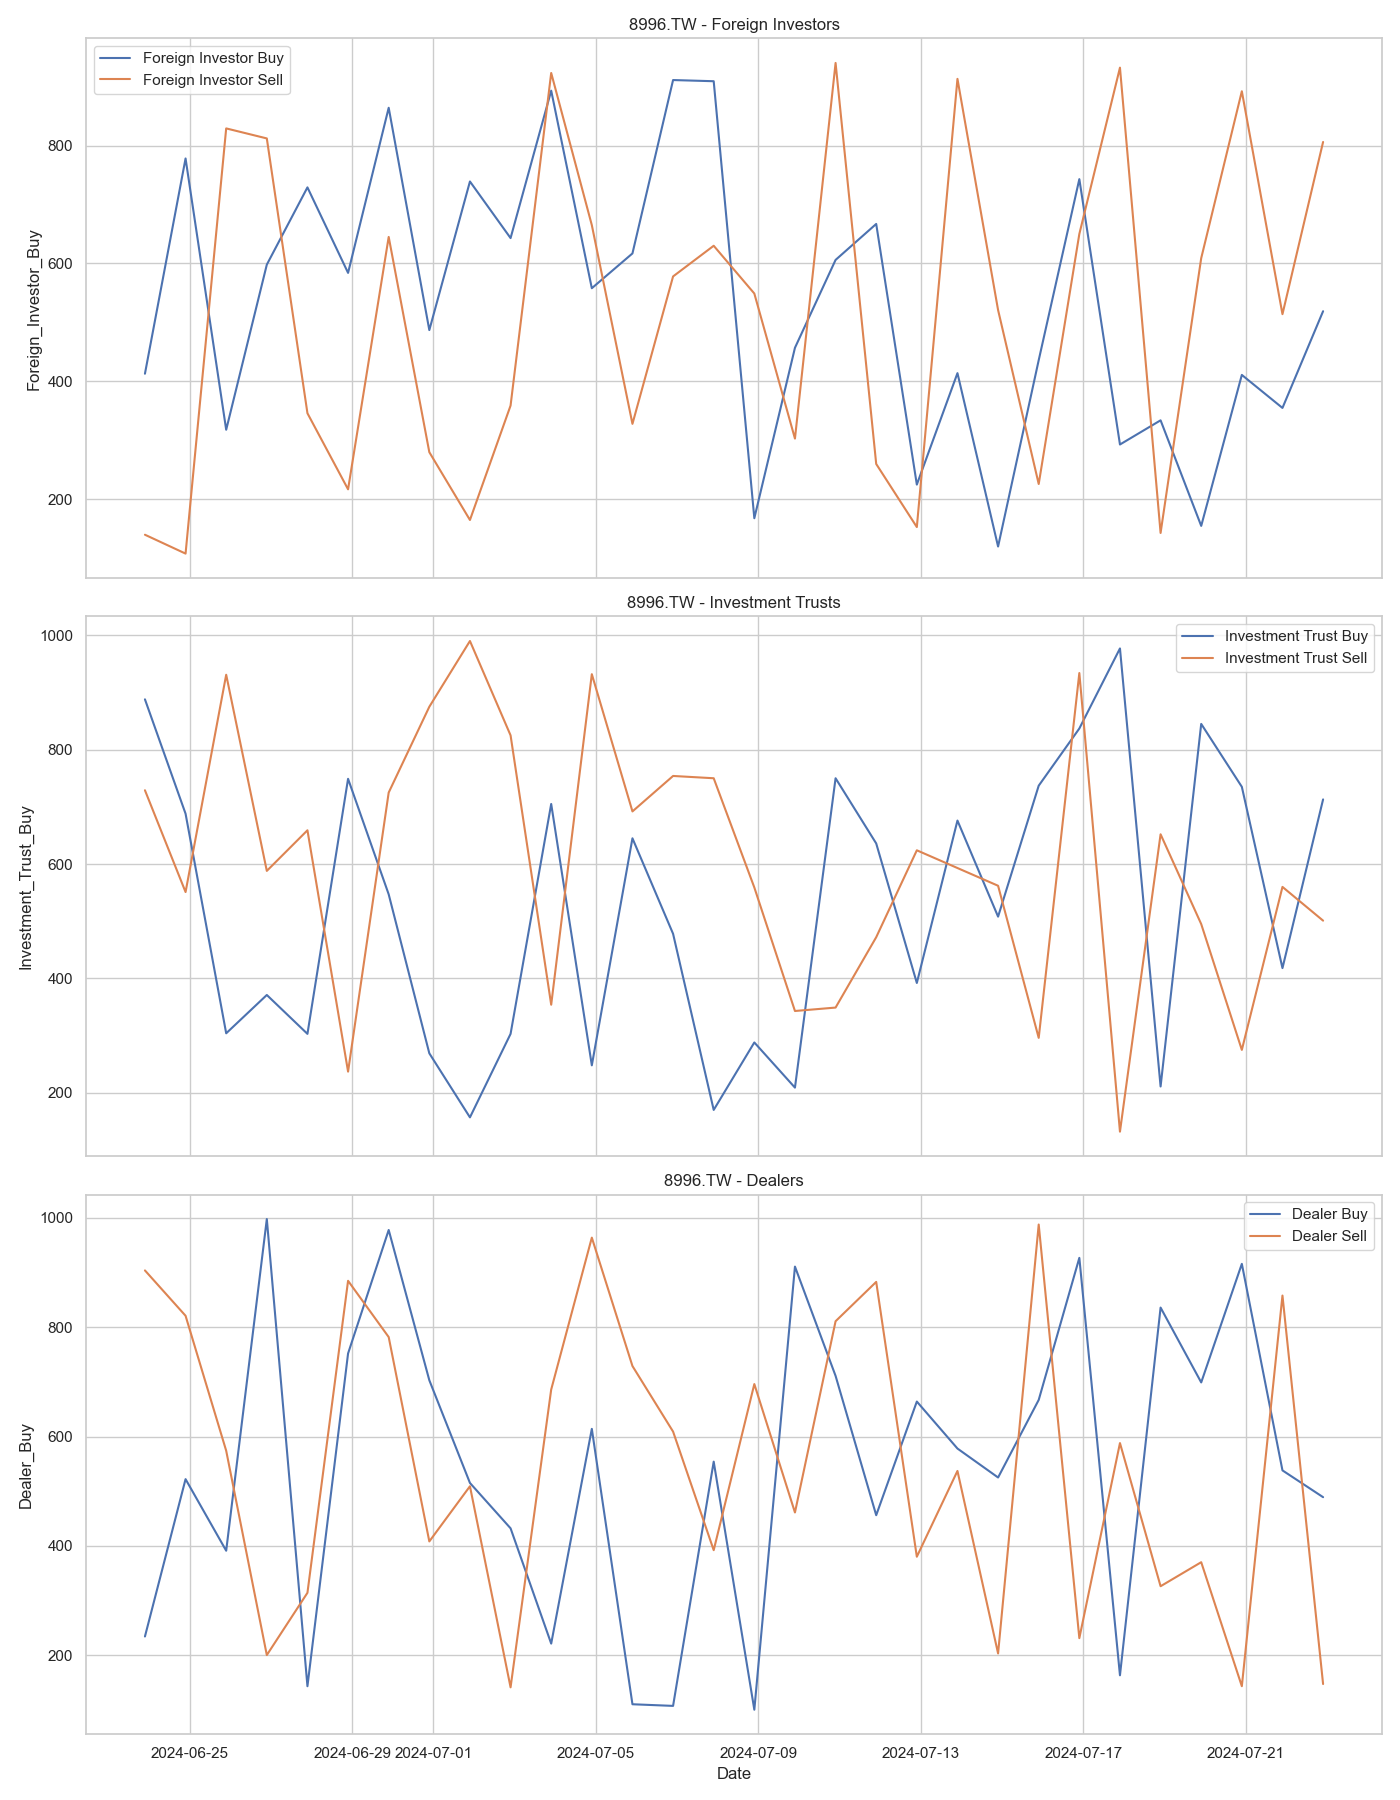 8996.TW - Foreign Investors
Foreign Investor Buy
Foreign Investor Sell
Foreign_Investor_Buy
800
600
400
200
8996.TW - Investment Trusts
Investment Trust Buy
Investment Trust Sell
Investment_Trust_Buy
1000
800
600
400
200
8996.TW - Dealers
Dealer Buy
Dealer Sell
Dealer_Buy
1000
800
600
400
200
2024-06-25 2024-06-29 2024-07-01 2024-07-05 2024-07-09 2024-07-13 2024-07-17 2024-07-21
Date